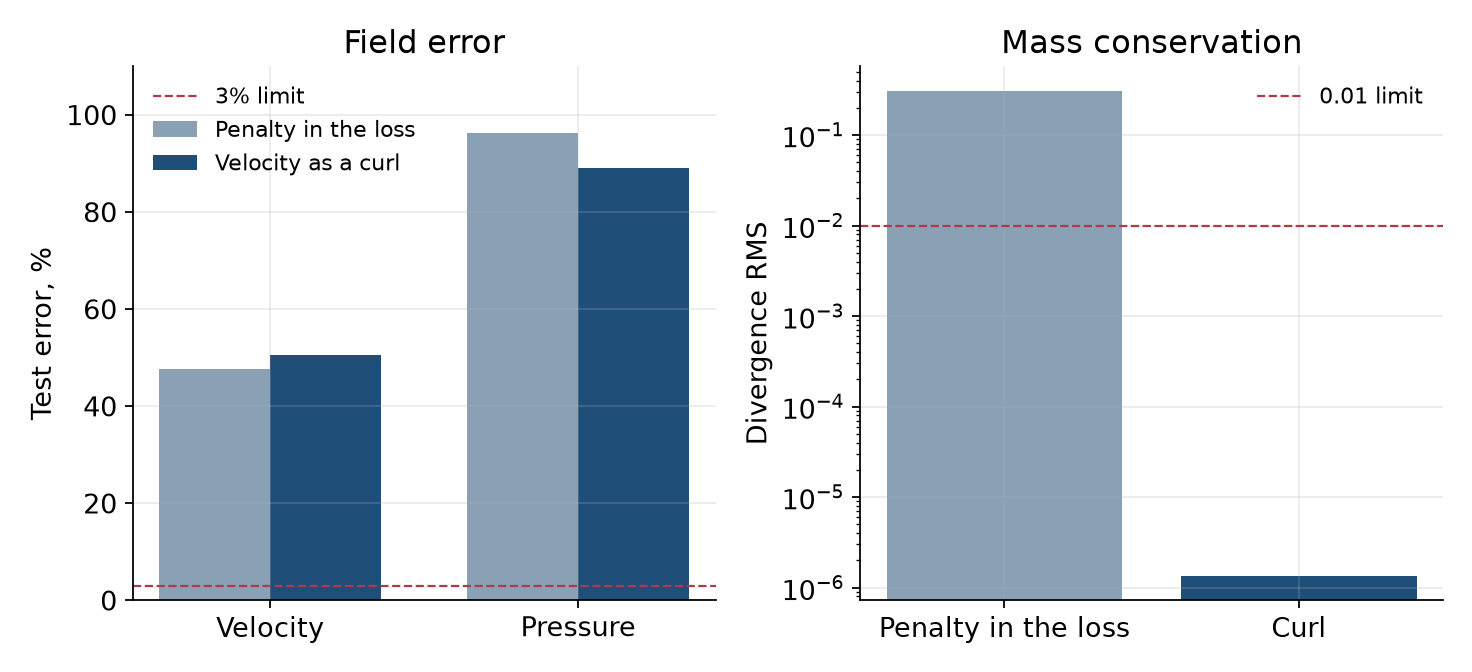 Field error
Test error, %
100
80
60
40
20
0
3% limit
Penalty in the loss
Velocity as a curl
Velocity
Pressure
Mass conservation
Divergence RMS
10⁻¹
10⁻²
10⁻³
10⁻⁴
10⁻⁵
10⁻⁶
0.01 limit
Penalty in the loss
Curl